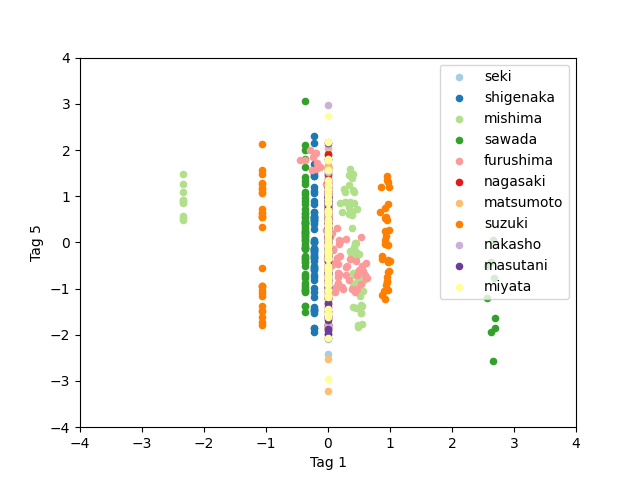 4
3
2
1
0
−1
−2
−3
−4
Tag 5
−4
−3
−2
−1
0
1
2
3
4
Tag 1
seki
shigenaka
mishima
sawada
furushima
nagasaki
matsumoto
suzuki
nakasho
masutani
miyata